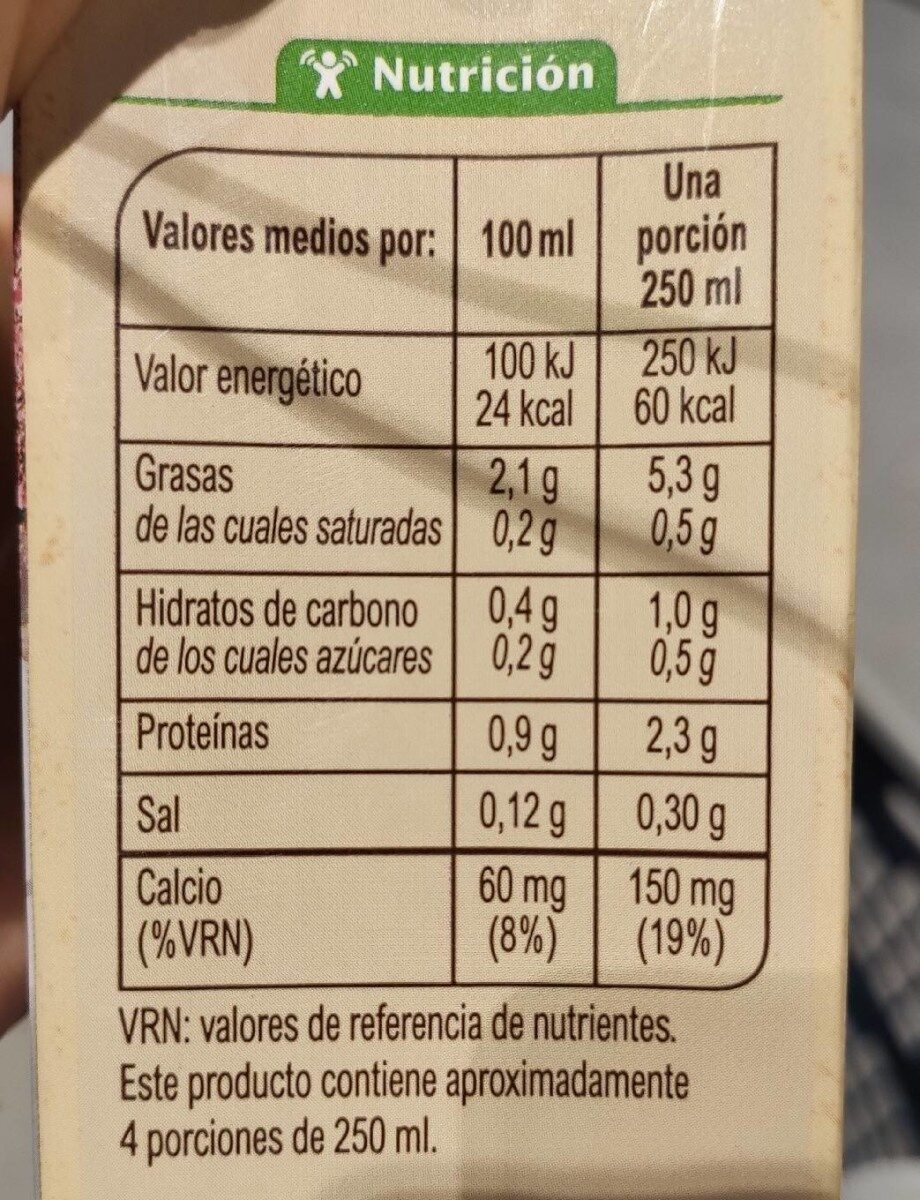 Nutrición
Valores medios por: 100 ml Una porción 250 ml
Valor energético 100 kJ 250 kJ
24 kcal 60 kcal
Grasas 2,1 g 5,3 g
de las cuales saturadas 0,2 g 0,5 g
Hidratos de carbono 0,4 g 1,0 g
de los cuales azúcares 0,2 g 0,5 g
Proteínas 0,9 g 2,3 g
Sal 0,12 g 0,30 g
Calcio 60 mg 150 mg
(%VRN) (8%) (19%)
VRN: valores de referencia de nutrientes.
Este producto contiene aproximadamente
4 porciones de 250 ml.